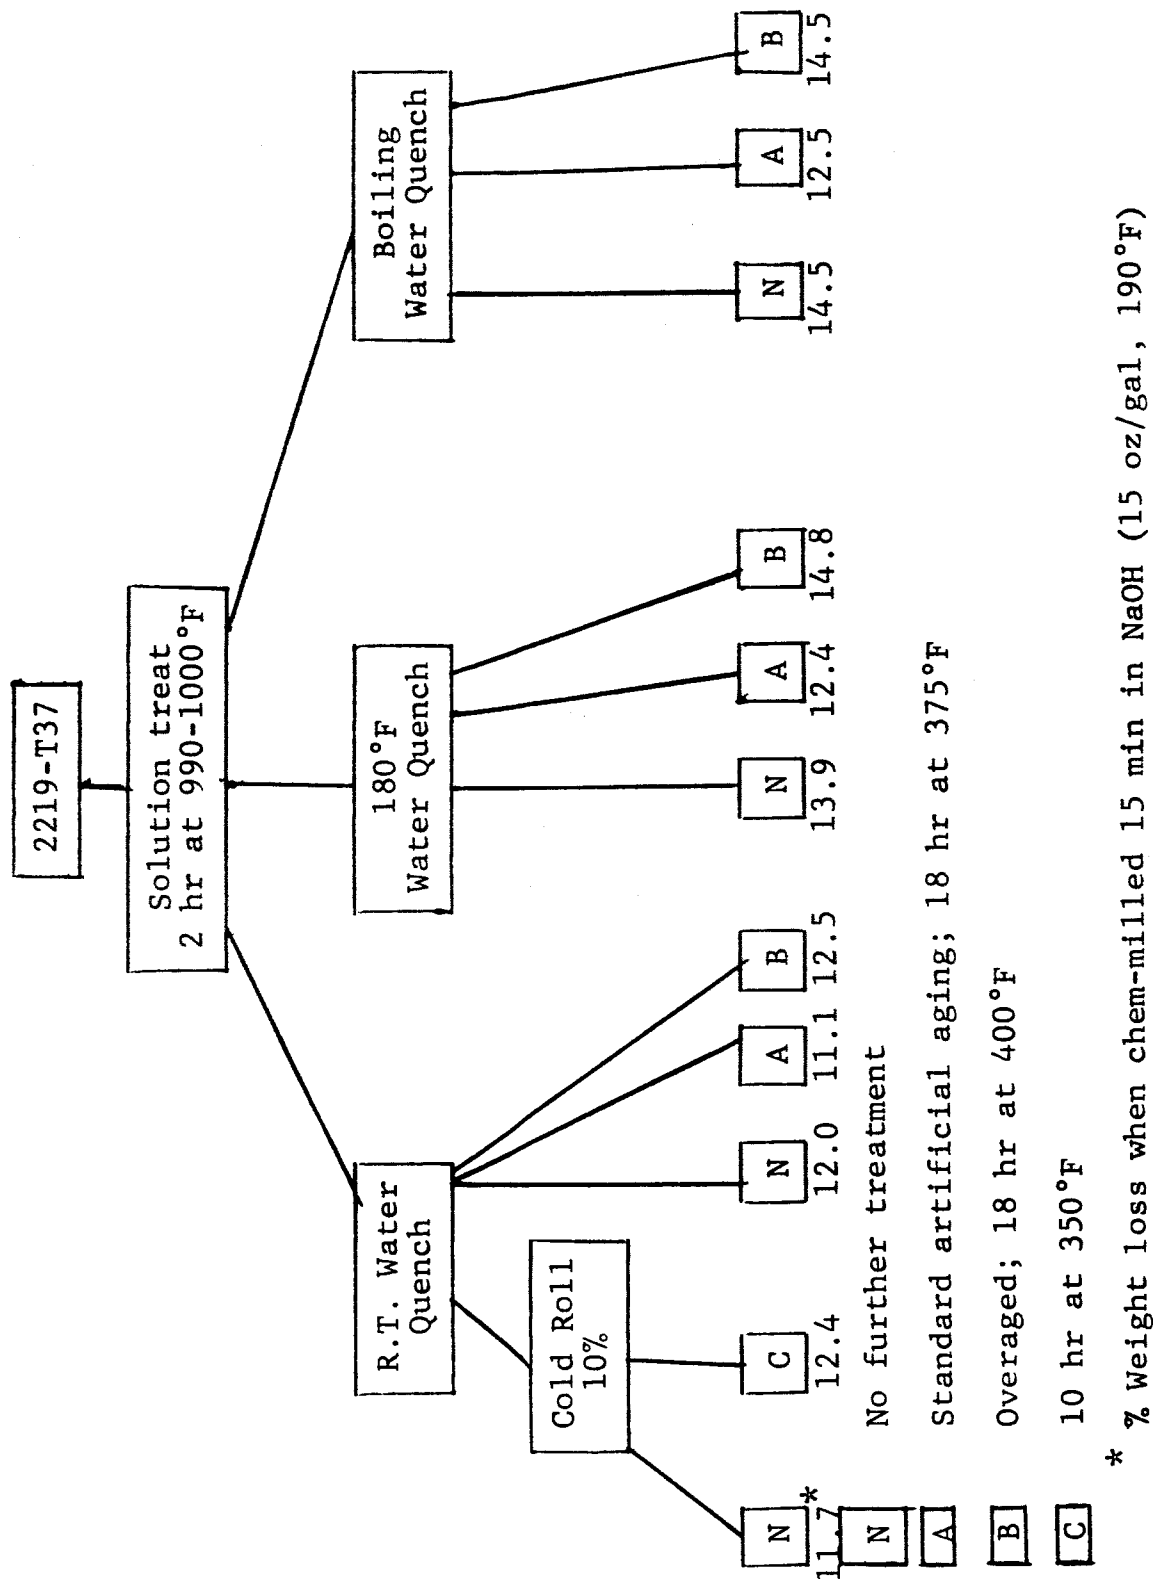 2219-T37
Solution treat
2 hr at 990-1000°F
R.T. Water
Quench
180°F
Water Quench
Boiling
Water Quench
Cold Roll
10%
N
C
N
A
B
N
A
B
N
A
B
11.7*
12.4
12.0
11.1
12.5
13.9
12.4
14.8
14.5
12.5
14.5
N No further treatment
A Standard artificial aging; 18 hr at 375°F
B Overaged; 18 hr at 400°F
C 10 hr at 350°F
* % Weight loss when chem-milled 15 min in NaOH (15 oz/gal, 190°F)